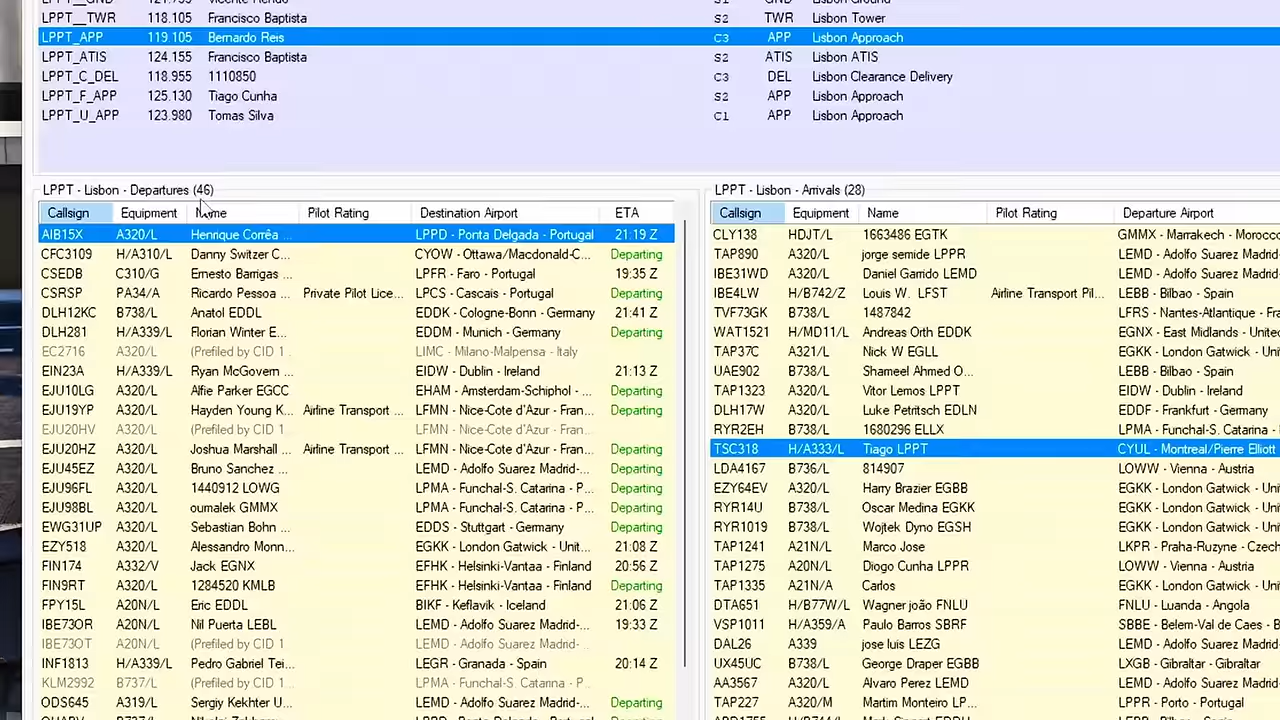 LPPT__GND 121.755 Vicente Rendo S1 GND Lisbon Ground
LPPT__TWR 118.105 Francisco Baptista S2 TWR Lisbon Tower
LPPT_APP 119.105 Bernardo Reis C3 APP Lisbon Approach
LPPT_ATIS 124.155 Francisco Baptista S2 ATIS Lisbon ATIS
LPPT_C_DEL 118.955 1110850 C3 DEL Lisbon Clearance Delivery
LPPT_F_APP 125.130 Tiago Cunha S2 APP Lisbon Approach
LPPT_U_APP 123.980 Tomas Silva C1 APP Lisbon Approach
LPPT - Lisbon - Departures (46)
Callsign Equipment Name Pilot Rating Destination Airport ETA
AIB15X A320/L Henrique Corrêa ... LPPD - Ponta Delgada - Portugal 21:19 Z
CFC3109 H/A310/L Danny Switzer C... CYOW - Ottawa/Macdonald-C... Departing
CSEDB C310/G Ernesto Barrigas ... LPFR - Faro - Portugal 19:35 Z
CSRSP PA34/A Ricardo Pessoa ... Private Pilot Lice... LPCS - Cascais - Portugal Departing
DLH12KC B738/L Anatol EDDL EDDK - Cologne-Bonn - Germany 21:41 Z
DLH281 H/A339/L Florian Winter E... EDDM - Munich - Germany Departing
EC2716 A320/L (Prefiled by CID 1... LIMC - Milano-Malpensa - Italy
EIN23A H/A339/L Ryan McGovern ... EIDW - Dublin - Ireland 21:13 Z
EJU10LG A320/L Alfie Parker EGCC EHAM - Amsterdam-Schiphol - ... Departing
EJU19YP A320/L Hayden Young K... Airline Transport ... LFMN - Nice-Cote d'Azur - Fran... Departing
EJU20HV A320/L (Prefiled by CID 1... LFMN - Nice-Cote d'Azur - Fran...
EJU20HZ A320/L Joshua Marshall ... Airline Transport ... LFMN - Nice-Cote d'Azur - Fran... Departing
EJU45EZ A320/L Bruno Sanchez ... LEMD - Adolfo Suarez Madrid-... Departing
EJU96FL A320/L 1440912 LOWG LPMA - Funchal-S. Catarina - P... Departing
EJU98BL A320/L oumalek GMMX LPMA - Funchal-S. Catarina - P... Departing
EWG31UP A320/L Sebastian Bohn ... EDDS - Stuttgart - Germany Departing
EZY518 A320/L Alessandro Monn... EGKK - London Gatwick - Unit... 21:08 Z
FIN174 A332/V Jack EGNX EFHK - Helsinki-Vantaa - Finland 20:56 Z
FIN9RT A320/L 1284520 KMLB EFHK - Helsinki-Vantaa - Finland Departing
FPY15L A20N/L Eric EDDL BIKF - Keflavik - Iceland 21:06 Z
IBE73OR A20N/L Nil Puerta LEBL LEMD - Adolfo Suarez Madrid-... 19:33 Z
IBE73OT A20N/L (Prefiled by CID 1... LEMD - Adolfo Suarez Madrid-...
INF1813 H/A339/L Pedro Gabriel Tei... LEGR - Granada - Spain 20:14 Z
KLM2992 B737/L (Prefiled by CID 1... LPMA - Funchal-S. Catarina - P...
ODS645 A319/L Sergiy Kekhter U... LEMD - Adolfo Suarez Madrid-... Departing
LPPT - Lisbon - Arrivals (28)
Callsign Equipment Name Pilot Rating Departure Airport
CLY138 HDJT/L 1663486 EGTK GMMX - Marrakech - Morocco
TAP890 A320/L jorge semide LPPR LEMD - Adolfo Suarez Madrid-
IBE31WD A320/L Daniel Garrido LEMD LEMD - Adolfo Suarez Madrid-
IBE4LW H/B742/Z Louis W. LFST Airline Transport Pil... LEBB - Bilbao - Spain
TVF73GK B738/L 1487842 LFRS - Nantes-Atlantique - Fra
WAT1521 H/MD11/L Andreas Orth EDDK EGNX - East Midlands - United
TAP37C A321/L Nick W EGLL EGKK - London Gatwick - Unit
UAE902 B738/L Shameel Ahmed O... LEBB - Bilbao - Spain
TAP1323 A320/L Vitor Lemos LPPT EIDW - Dublin - Ireland
DLH17W A320/L Luke Petritsch EDLN EDDF - Frankfurt - Germany
RYR2EH B738/L 1680296 ELLX LPMA - Funchal-S. Catarina -
TSC318 H/A333/L Tiago LPPT CYUL - Montreal/Pierre Elliott
LDA4167 B736/L 814907 LOWW - Vienna - Austria
EZY64EV A320/L Harry Brazier EGBB EGKK - London Gatwick - Unit
RYR14U B738/L Oscar Medina EGKK EGKK - London Gatwick - Unit
RYR1019 B738/L Wojtek Dyno EGSH EGKK - London Gatwick - Unit
TAP1241 A21N/L Marco Jose LKPR - Praha-Ruzyne - Czech
TAP1275 A20N/L Diogo Cunha LPPR LOWW - Vienna - Austria
TAP1335 A21N/A Carlos EGKK - London Gatwick - Unit
DTA651 H/B77W/L Wagner joão FNLU FNLU - Luanda - Angola
VSP1011 H/A359/A Paulo Barros SBRF SBBE - Belem-Val de Caes - B
DAL26 A339 jose luis LEZG LEMD - Adolfo Suarez Madrid-
UX45UC B738/L George Draper EGBB LXGB - Gibraltar - Gibraltar
AA3567 A320/L Alvaro Perez LEMD LEMD - Adolfo Suarez Madrid-
TAP227 A320/M Martim Monteiro LP... LPPR - Porto - Portugal